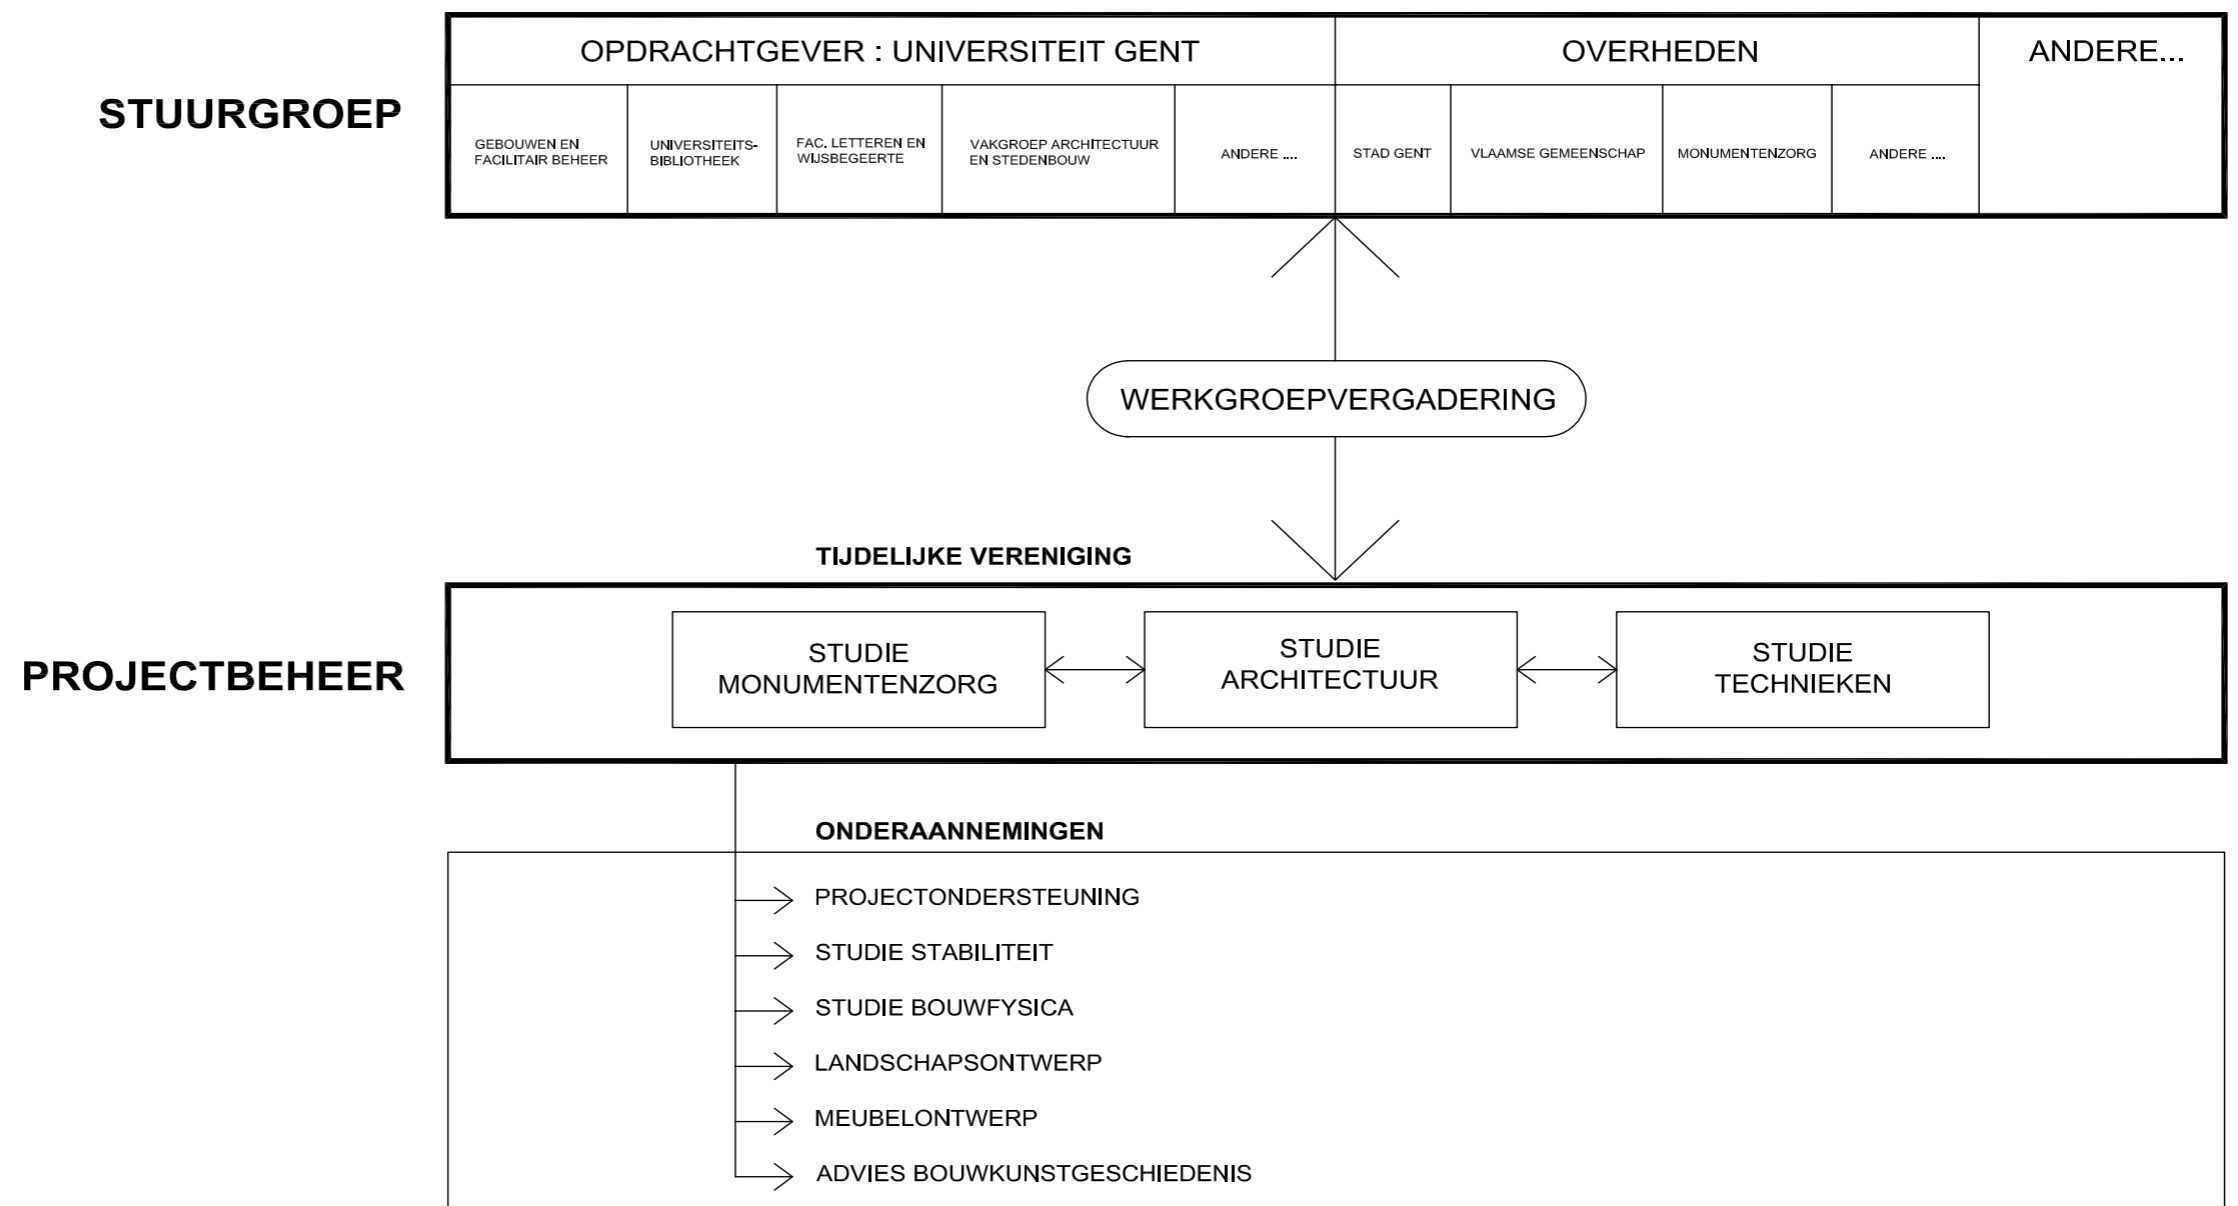 STUURGROEP
OPDRACHTGEVER : UNIVERSITEIT GENT
OVERHEDEN
ANDERE...
GEBOUWEN EN
FACILITAIR BEHEER
UNIVERSITEITS-
BIBLIOTHEEK
FAC. LETTEREN EN
WIJSBEGEERTE
VAKGROEP ARCHITECTUUR
EN STEDENBOUW
ANDERE ....
STAD GENT
VLAAMSE GEMEENSCHAP
MONUMENTENZORG
ANDERE ....
WERKGROEPVERGADERING
TIJDELIJKE VERENIGING
PROJECTBEHEER
STUDIE
MONUMENTENZORG
STUDIE
ARCHITECTUUR
STUDIE
TECHNIEKEN
ONDERAANNEMINGEN
PROJECTONDERSTEUNING
STUDIE STABILITEIT
STUDIE BOUWFYSICA
LANDSCHAPSONTWERP
MEUBELONTWERP
ADVIES BOUWKUNSTGESCHIEDENIS